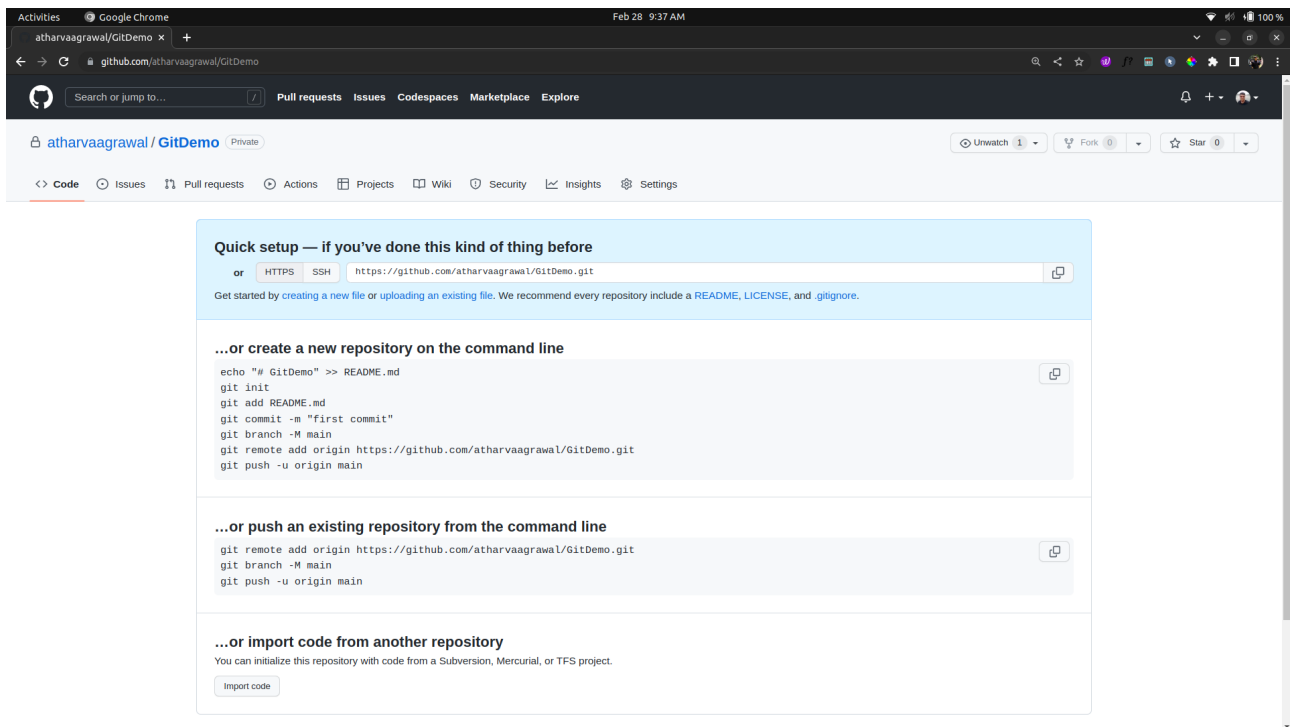 Activities Google Chrome Feb 28 9:37 AM 100 %
atharvaagrawal/GitDemo × +
github.com/atharvaagrawal/GitDemo
Search or jump to... / Pull requests Issues Codespaces Marketplace Explore
atharvaagrawal / GitDemo Private Unwatch 1 Fork 0 Star 0
<> Code Issues Pull requests Actions Projects Wiki Security Insights Settings
Quick setup — if you’ve done this kind of thing before
or HTTPS SSH https://github.com/atharvaagrawal/GitDemo.git
Get started by creating a new file or uploading an existing file. We recommend every repository include a README, LICENSE, and .gitignore.
…or create a new repository on the command line
echo "# GitDemo" >> README.md
git init
git add README.md
git commit -m "first commit"
git branch -M main
git remote add origin https://github.com/atharvaagrawal/GitDemo.git
git push -u origin main
…or push an existing repository from the command line
git remote add origin https://github.com/atharvaagrawal/GitDemo.git
git branch -M main
git push -u origin main
…or import code from another repository
You can initialize this repository with code from a Subversion, Mercurial, or TFS project.
Import code